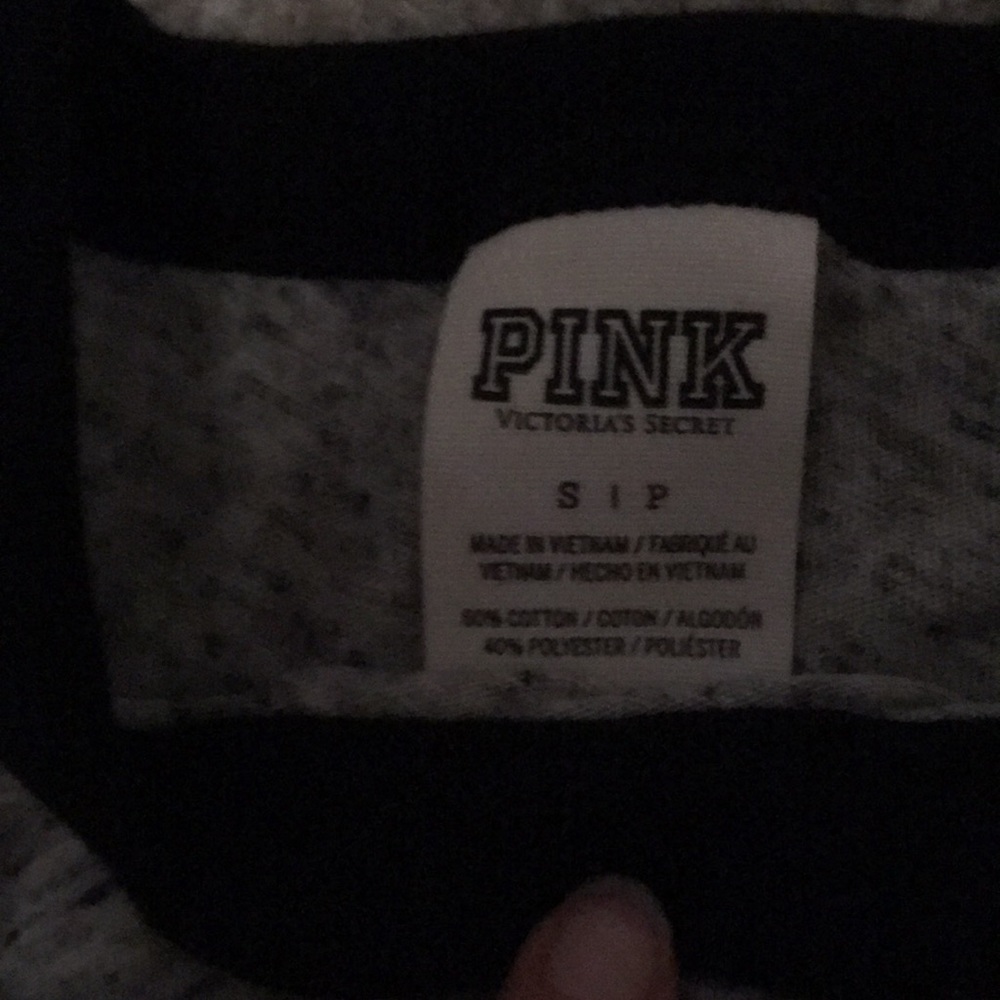 PINK
VICTORIA'S SECRET
S | P
MADE IN VIETNAM / FABRIQUÉ AU
VIETNAM / HECHO EN VIETNAM
60% COTTON / COTON / ALGODÓN
40% POLYESTER / POLIÉSTER